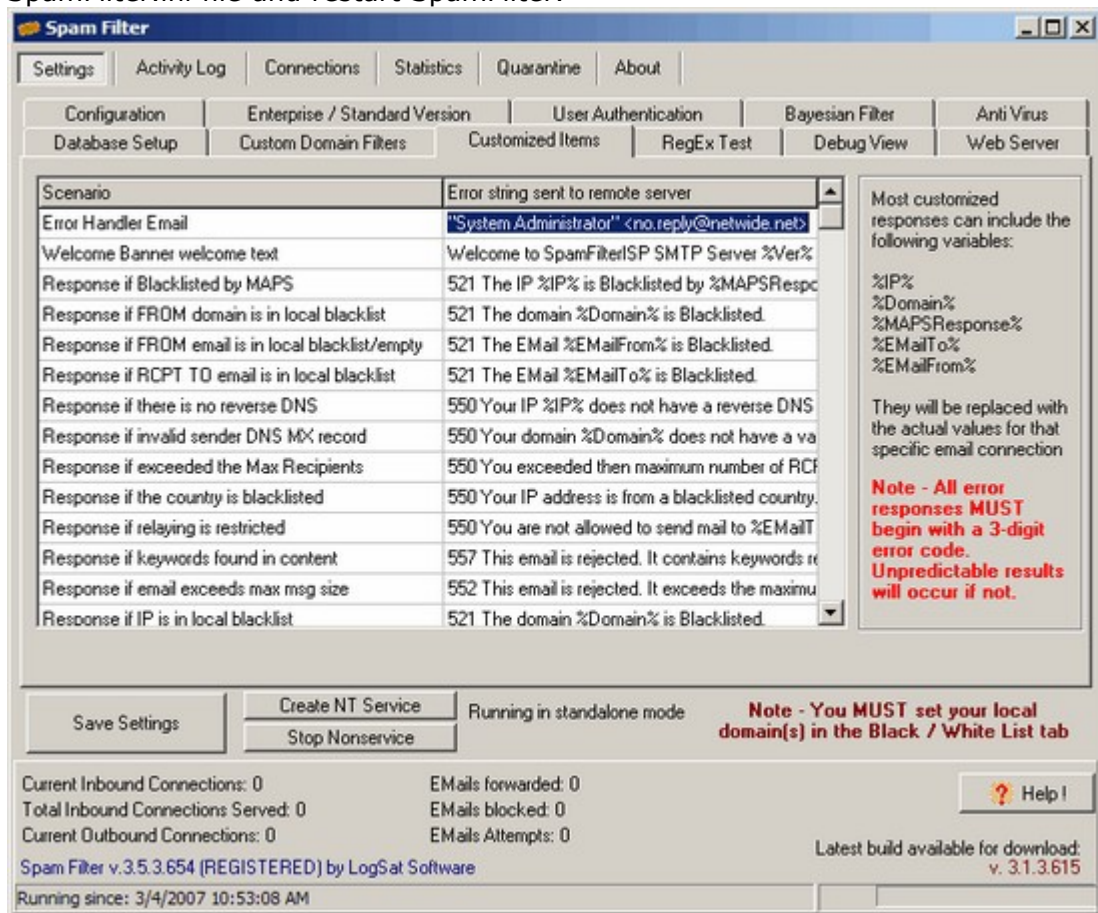 SpamFilter.ini file and restart SpamFilter.
Spam Filter
Settings Activity Log Connections Statistics Quarantine About
Configuration Enterprise / Standard Version User Authentication Bayesian Filter Anti Virus
Database Setup Custom Domain Filters Customized Items RegEx Test Debug View Web Server
Scenario Error string sent to remote server
Error Handler Email "System Administrator" <no.reply@netwide.net>
Welcome Banner welcome text Welcome to SpamFilterISP SMTP Server %Ver%
Response if Blacklisted by MAPS 521 The IP %IP% is Blacklisted by %MAPSRespo
Response if FROM domain is in local blacklist 521 The domain %Domain% is Blacklisted.
Response if FROM email is in local blacklist/empty 521 The EMail %EMailFrom% is Blacklisted.
Response if RCPT TO email is in local blacklist 521 The EMail %EMailTo% is Blacklisted.
Response if there is no reverse DNS 550 Your IP %IP% does not have a reverse DNS
Response if invalid sender DNS MX record 550 Your domain %Domain% does not have a va
Response if exceeded the Max Recipients 550 You exceeded then maximum number of RCF
Response if the country is blacklisted 550 Your IP address is from a blacklisted country.
Response if relaying is restricted 550 You are not allowed to send mail to %EMailT
Response if keywords found in content 557 This email is rejected. It contains keywords re
Response if email exceeds max msg size 552 This email is rejected. It exceeds the maximu
Response if IP is in local blacklist 521 The domain %Domain% is Blacklisted.
Most customized
responses can include the
following variables:
%IP%
%Domain%
%MAPSResponse%
%EMailTo%
%EMailFrom%
They will be replaced with
the actual values for that
specific email connection
Note - All error
responses MUST
begin with a 3-digit
error code.
Unpredictable results
will occur if not.
Save Settings
Create NT Service
Stop Nonservice
Running in standalone mode
Note - You MUST set your local
domain(s) in the Black / White List tab
Current Inbound Connections: 0
Total Inbound Connections Served: 0
Current Outbound Connections: 0
EMails forwarded: 0
EMails blocked: 0
EMails Attempts: 0
Help !
Spam Filter v.3.5.3.654 (REGISTERED) by LogSat Software
Latest build available for download:
v. 3.1.3.615
Running since: 3/4/2007 10:53:08 AM